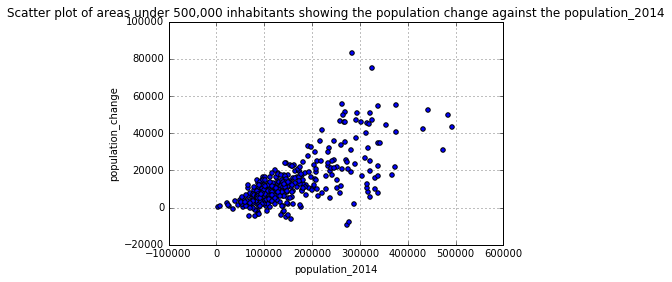 Scatter plot of areas under 500,000 inhabitants showing the population change against the population_2014
100000
80000
60000
40000
20000
0
−20000
population_change
−100000 0 100000 200000 300000 400000 500000 600000
population_2014